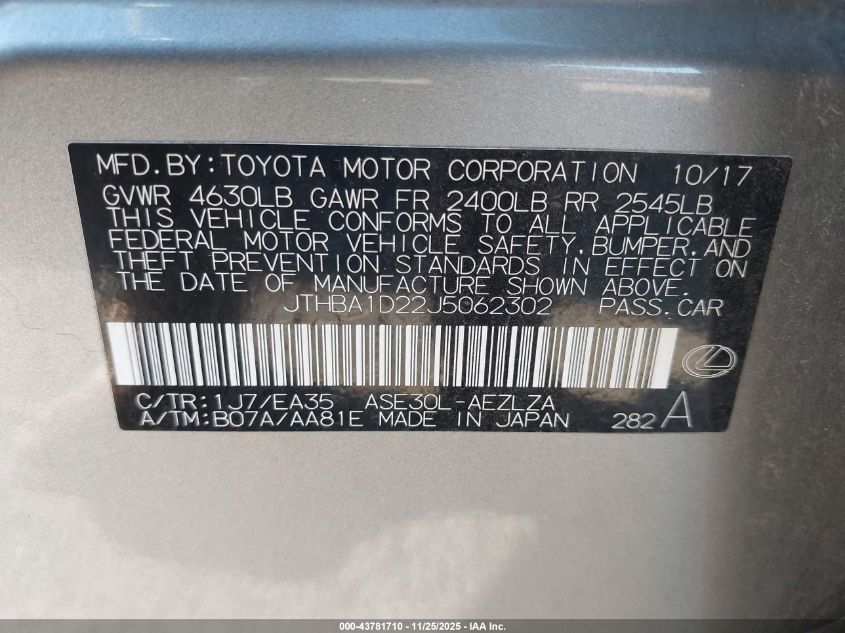 MFD.BY:TOYOTA MOTOR CORPORATION 10/17
GVWR 4630LB GAWR FR 2400LB RR 2545LB
THIS VEHICLE CONFORMS TO ALL APPLICABLE
FEDERAL MOTOR VEHICLE SAFETY,BUMPER,AND
THEFT PREVENTION STANDARDS IN EFFECT ON
THE DATE OF MANUFACTURE SHOWN ABOVE.
JTHBA1D22J5062302 PASS.CAR
C/TR:1J7/EA35 ASE30L-AEZLZA
A/TM:B07A/AA81E MADE IN JAPAN 282 A
000-43781710 - 11/25/2025 - IAA Inc.